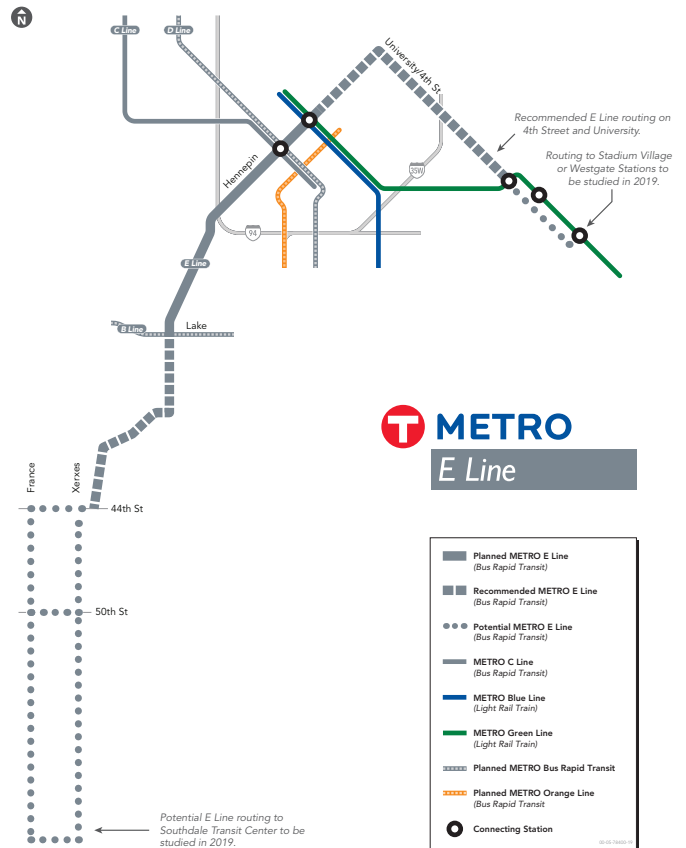 N
C Line
D Line
University/4th St
Recommended E Line routing on
4th Street and University.
Routing to Stadium Village
or Westgate Stations to
be studied in 2019.
Hennepin
35W
94
E Line
B Line
Lake
T METRO
E Line
France
Xerxes
44th St
50th St
Potential E Line routing to
Southdale Transit Center to be
studied in 2019.
Planned METRO E Line
(Bus Rapid Transit)
Recommended METRO E Line
(Bus Rapid Transit)
Potential METRO E Line
(Bus Rapid Transit)
METRO C Line
(Bus Rapid Transit)
METRO Blue Line
(Light Rail Train)
METRO Green Line
(Light Rail Train)
Planned METRO Bus Rapid Transit
Planned METRO Orange Line
(Bus Rapid Transit
Connecting Station